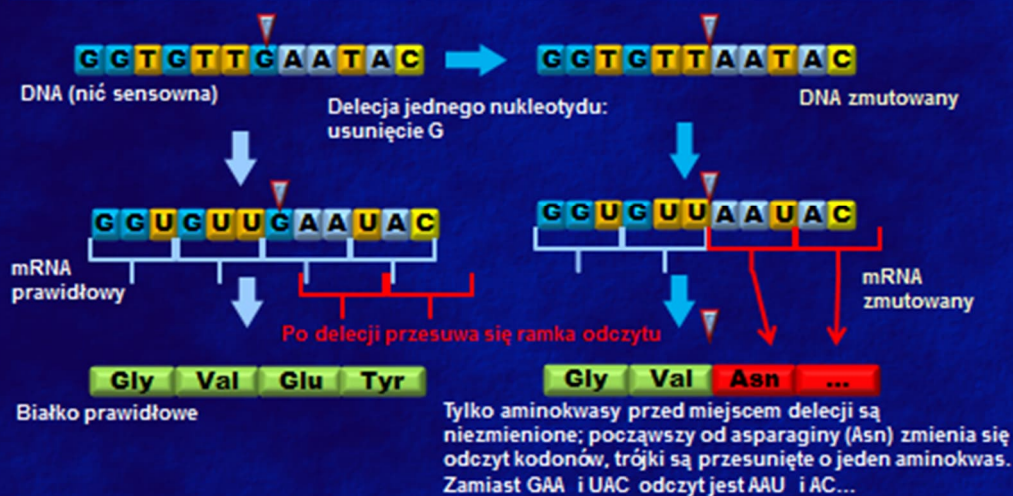 GGTGTTGAATAC
GGTGTTAATAC
DNA (nić sensowna)
Delecja jednego nukleotydu:
usunięcie G
DNA zmutowany
GGUGUUGAAUAC
GGUGUUAAUAC
mRNA
prawidłowy
mRNA
zmutowany
Po delecji przesuwa się ramka odczytu
Gly Val Glu Tyr
Gly Val Asn ...
Białko prawidłowe
Tylko aminokwasy przed miejscem delecji są
niezmienione; począwszy od asparaginy (Asn) zmienia się
odczyt kodonów, trójki są przesunięte o jeden aminokwas.
Zamiast GAA i UAC odczyt jest AAU i AC...